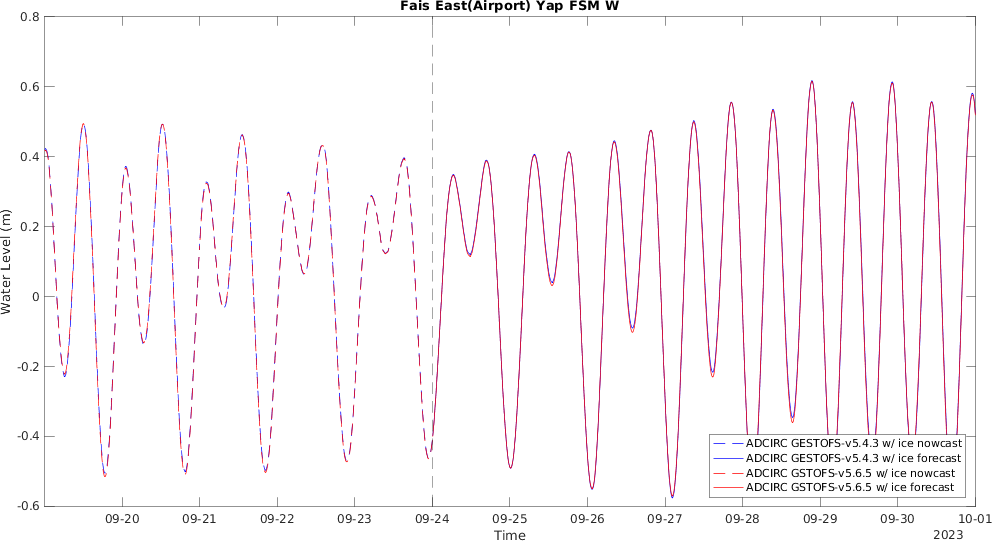 Fais East(Airport) Yap FSM W
0.8
0.6
0.4
0.2
0
-0.2
-0.4
-0.6
Water Level (m)
ADCIRC GESTOFS-v5.4.3 w/ ice nowcast
ADCIRC GESTOFS-v5.4.3 w/ ice forecast
ADCIRC GSTOFS-v5.6.5 w/ ice nowcast
ADCIRC GSTOFS-v5.6.5 w/ ice forecast
09-20 09-21 09-22 09-23 09-24 09-25 09-26 09-27 09-28 09-29 09-30 10-01
Time
2023